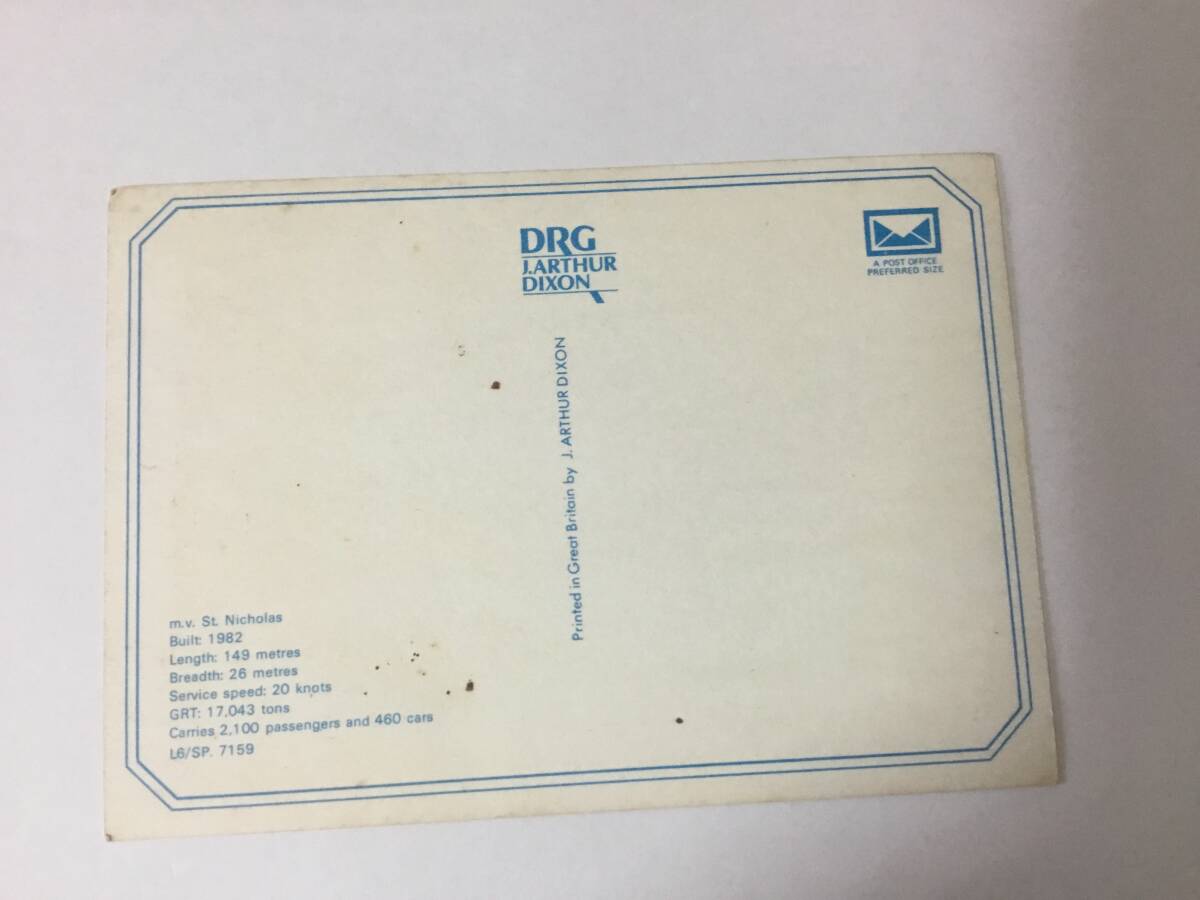 DRG
J.ARTHUR
DIXON
A POST OFFICE
PREFERRED SIZE
Printed in Great Britain by J. ARTHUR DIXON
m.v. St. Nicholas
Built: 1982
Length: 149 metres
Breadth: 26 metres
Service speed: 20 knots
GRT: 17,043 tons
Carries 2,100 passengers and 460 cars
L6/SP. 7159